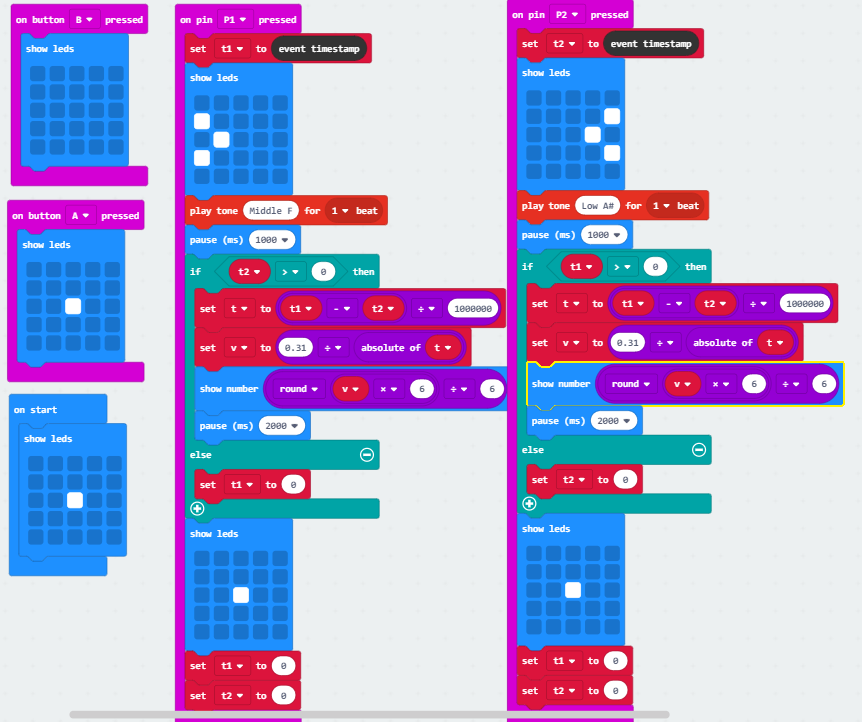 on button B pressed
show leds
on button A pressed
show leds
on start
show leds
on pin P1 pressed
set t1 to event timestamp
show leds
play tone Middle F for 1 beat
pause (ms) 1000
if t2 > 0 then
set t to t1 - t2 ÷ 1000000
set v to 0.31 ÷ absolute of t
show number round v × 6 ÷ 6
pause (ms) 2000
else
set t1 to 0
show leds
set t1 to 0
set t2 to 0
on pin P2 pressed
set t2 to event timestamp
show leds
play tone Low A# for 1 beat
pause (ms) 1000
if t1 > 0 then
set t to t1 - t2 ÷ 1000000
set v to 0.31 ÷ absolute of t
show number round v × 6 ÷ 6
pause (ms) 2000
else
set t2 to 0
show leds
set t1 to 0
set t2 to 0